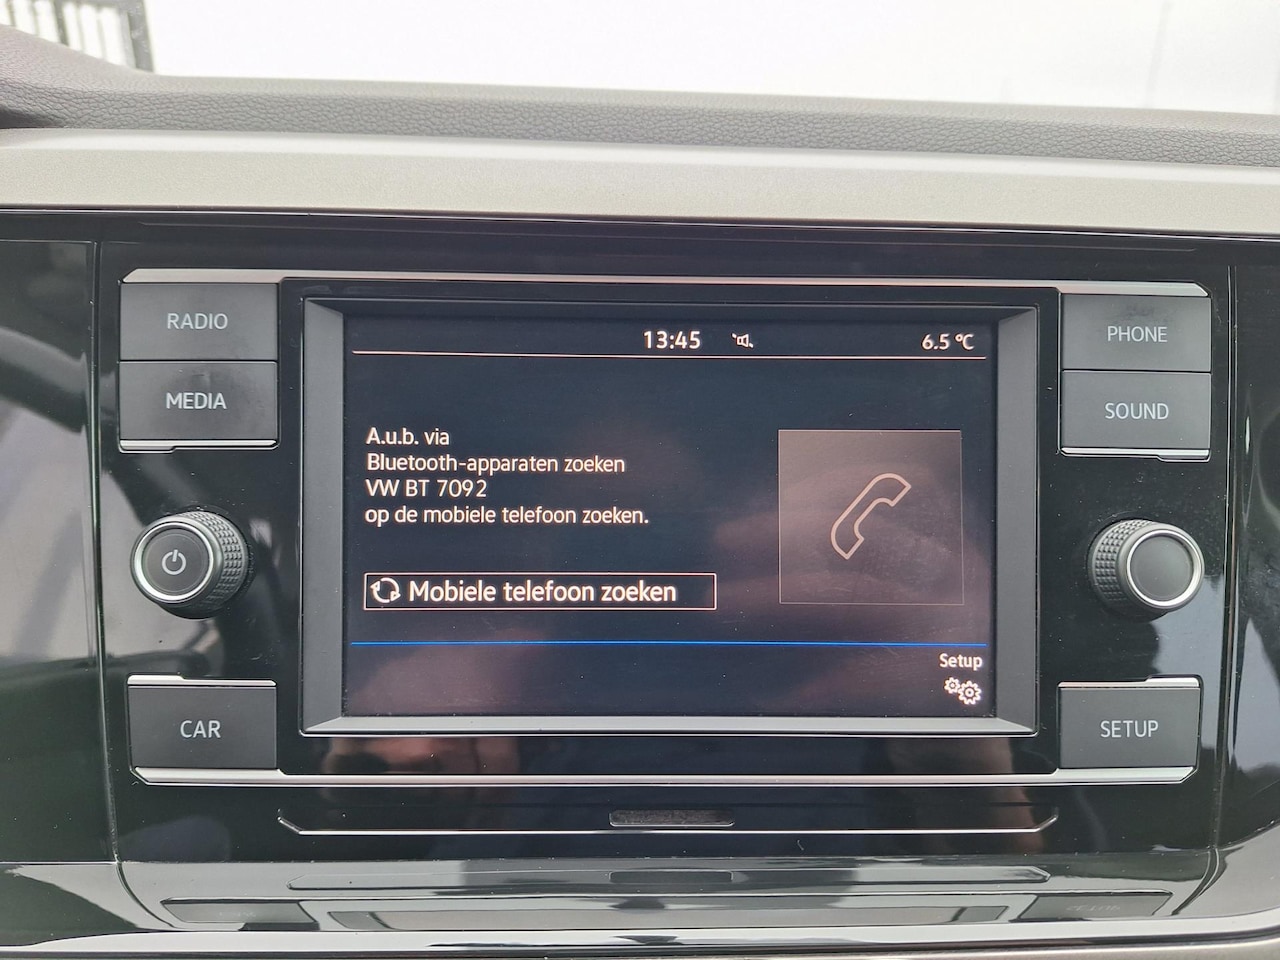 RADIO
MEDIA
CAR
13:45
6.5 °C
A.u.b. via
Bluetooth-apparaten zoeken
VW BT 7092
op de mobiele telefoon zoeken.
Mobiele telefoon zoeken
Setup
PHONE
SOUND
SETUP